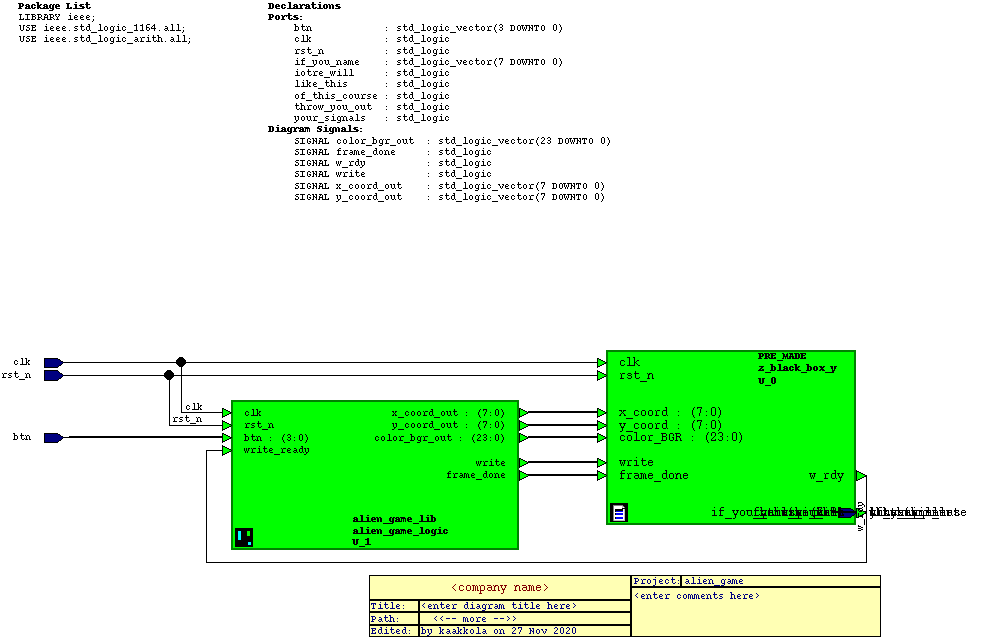 Package List
LIBRARY ieee;
USE ieee.std_logic_1164.all;
USE ieee.std_logic_arith.all;
Declarations
Ports:
btn : std_logic_vector(3 DOWNTO 0)
clk : std_logic
rst_n : std_logic
if_you_name : std_logic_vector(7 DOWNTO 0)
iotre_will : std_logic
like_this : std_logic
of_this_course : std_logic
throw_you_out : std_logic
your_signals : std_logic
Diagram Signals:
SIGNAL color_bgr_out : std_logic_vector(23 DOWNTO 0)
SIGNAL frame_done : std_logic
SIGNAL w_rdy : std_logic
SIGNAL write : std_logic
SIGNAL x_coord_out : std_logic_vector(7 DOWNTO 0)
SIGNAL y_coord_out : std_logic_vector(7 DOWNTO 0)
clk
rst_n
btn
clk
rst_n
clk
rst_n
btn : (3:0)
write_ready
x_coord_out : (7:0)
y_coord_out : (7:0)
color_bgr_out : (23:0)
write
frame_done
alien_game_lib
alien_game_logic
U_1
PRE_MADE
z_black_box_y
U_0
clk
rst_n
x_coord : (7:0)
y_coord : (7:0)
color_BGR : (23:0)
write
frame_done
w_rdy
w_rdy
<company name>
Title: <enter diagram title here>
Path: <<-- more -->>
Edited: by kaakkola on 27 Nov 2020
Project: alien_game
<enter comments here>